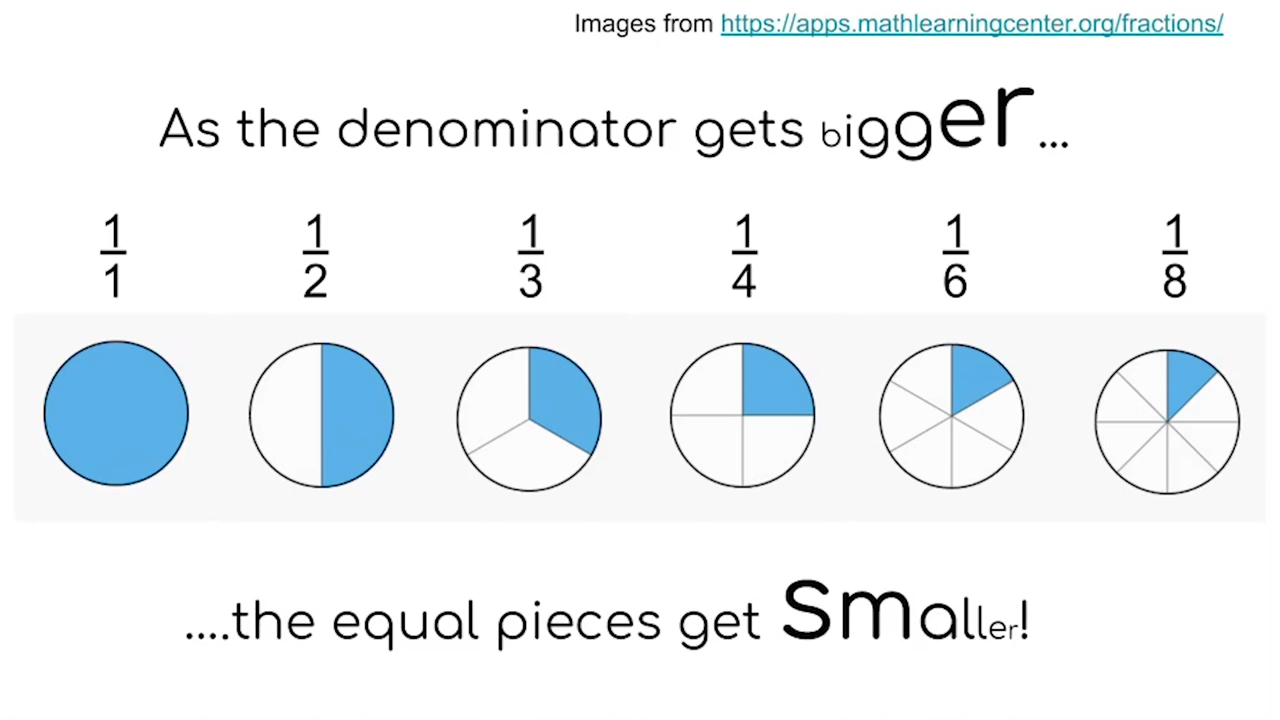 Images from https://apps.mathlearningcenter.org/fractions/
As the denominator gets bigger...
1/1 1/2 1/3 1/4 1/6 1/8
....the equal pieces get smaller!